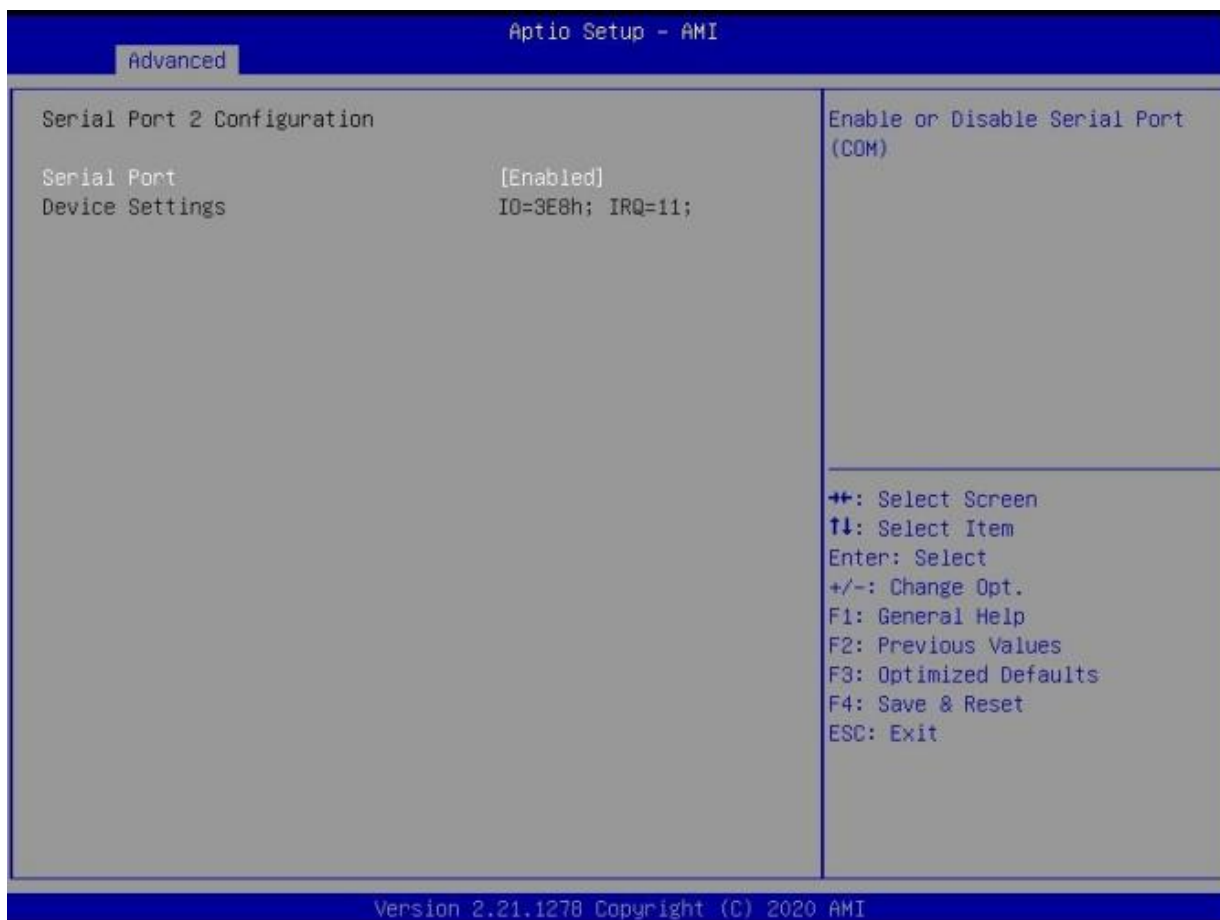 Aptio Setup - AMI
Advanced
Serial Port 2 Configuration
Serial Port [Enabled]
Device Settings IO=3E8h; IRQ=11;
Enable or Disable Serial Port
(COM)
→←: Select Screen
↑↓: Select Item
Enter: Select
+/-: Change Opt.
F1: General Help
F2: Previous Values
F3: Optimized Defaults
F4: Save & Reset
ESC: Exit
Version 2.21.1278 Copyright (C) 2020 AMI